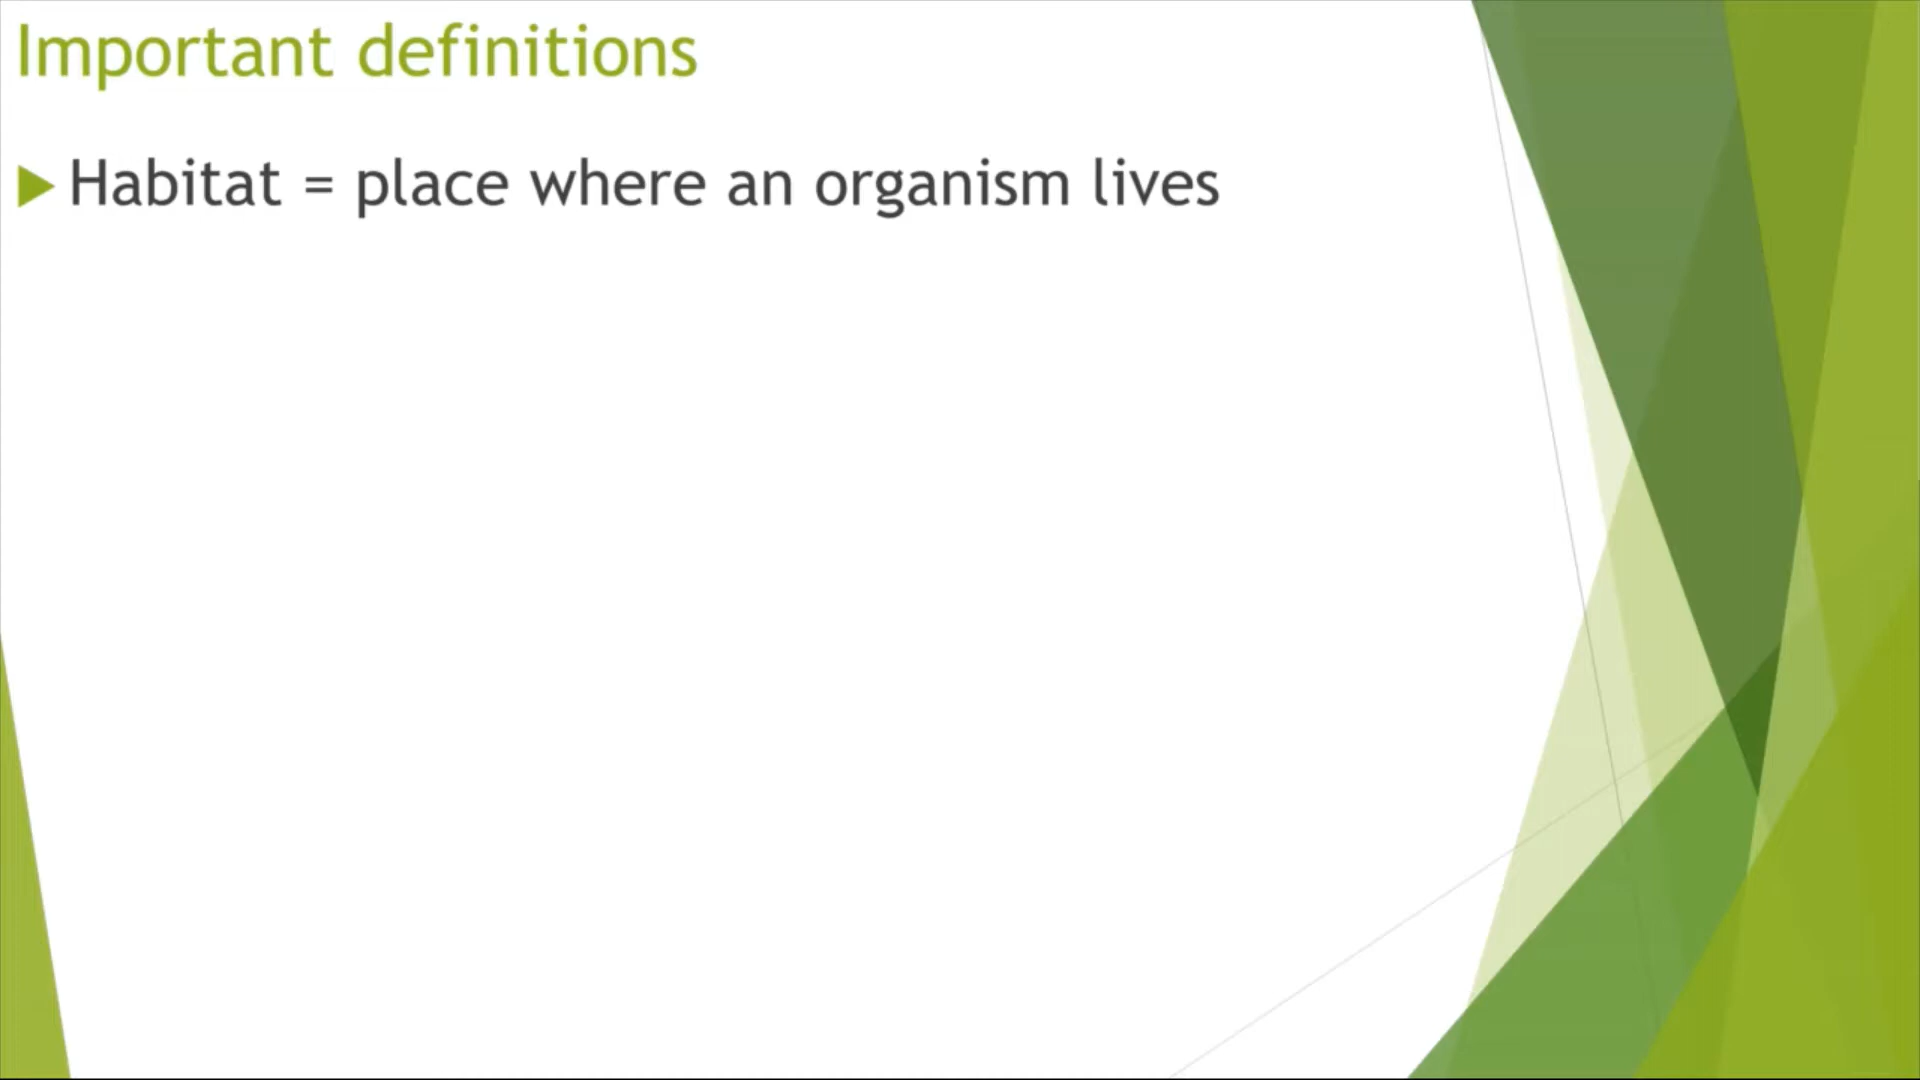 Important definitions
Habitat = place where an organism lives